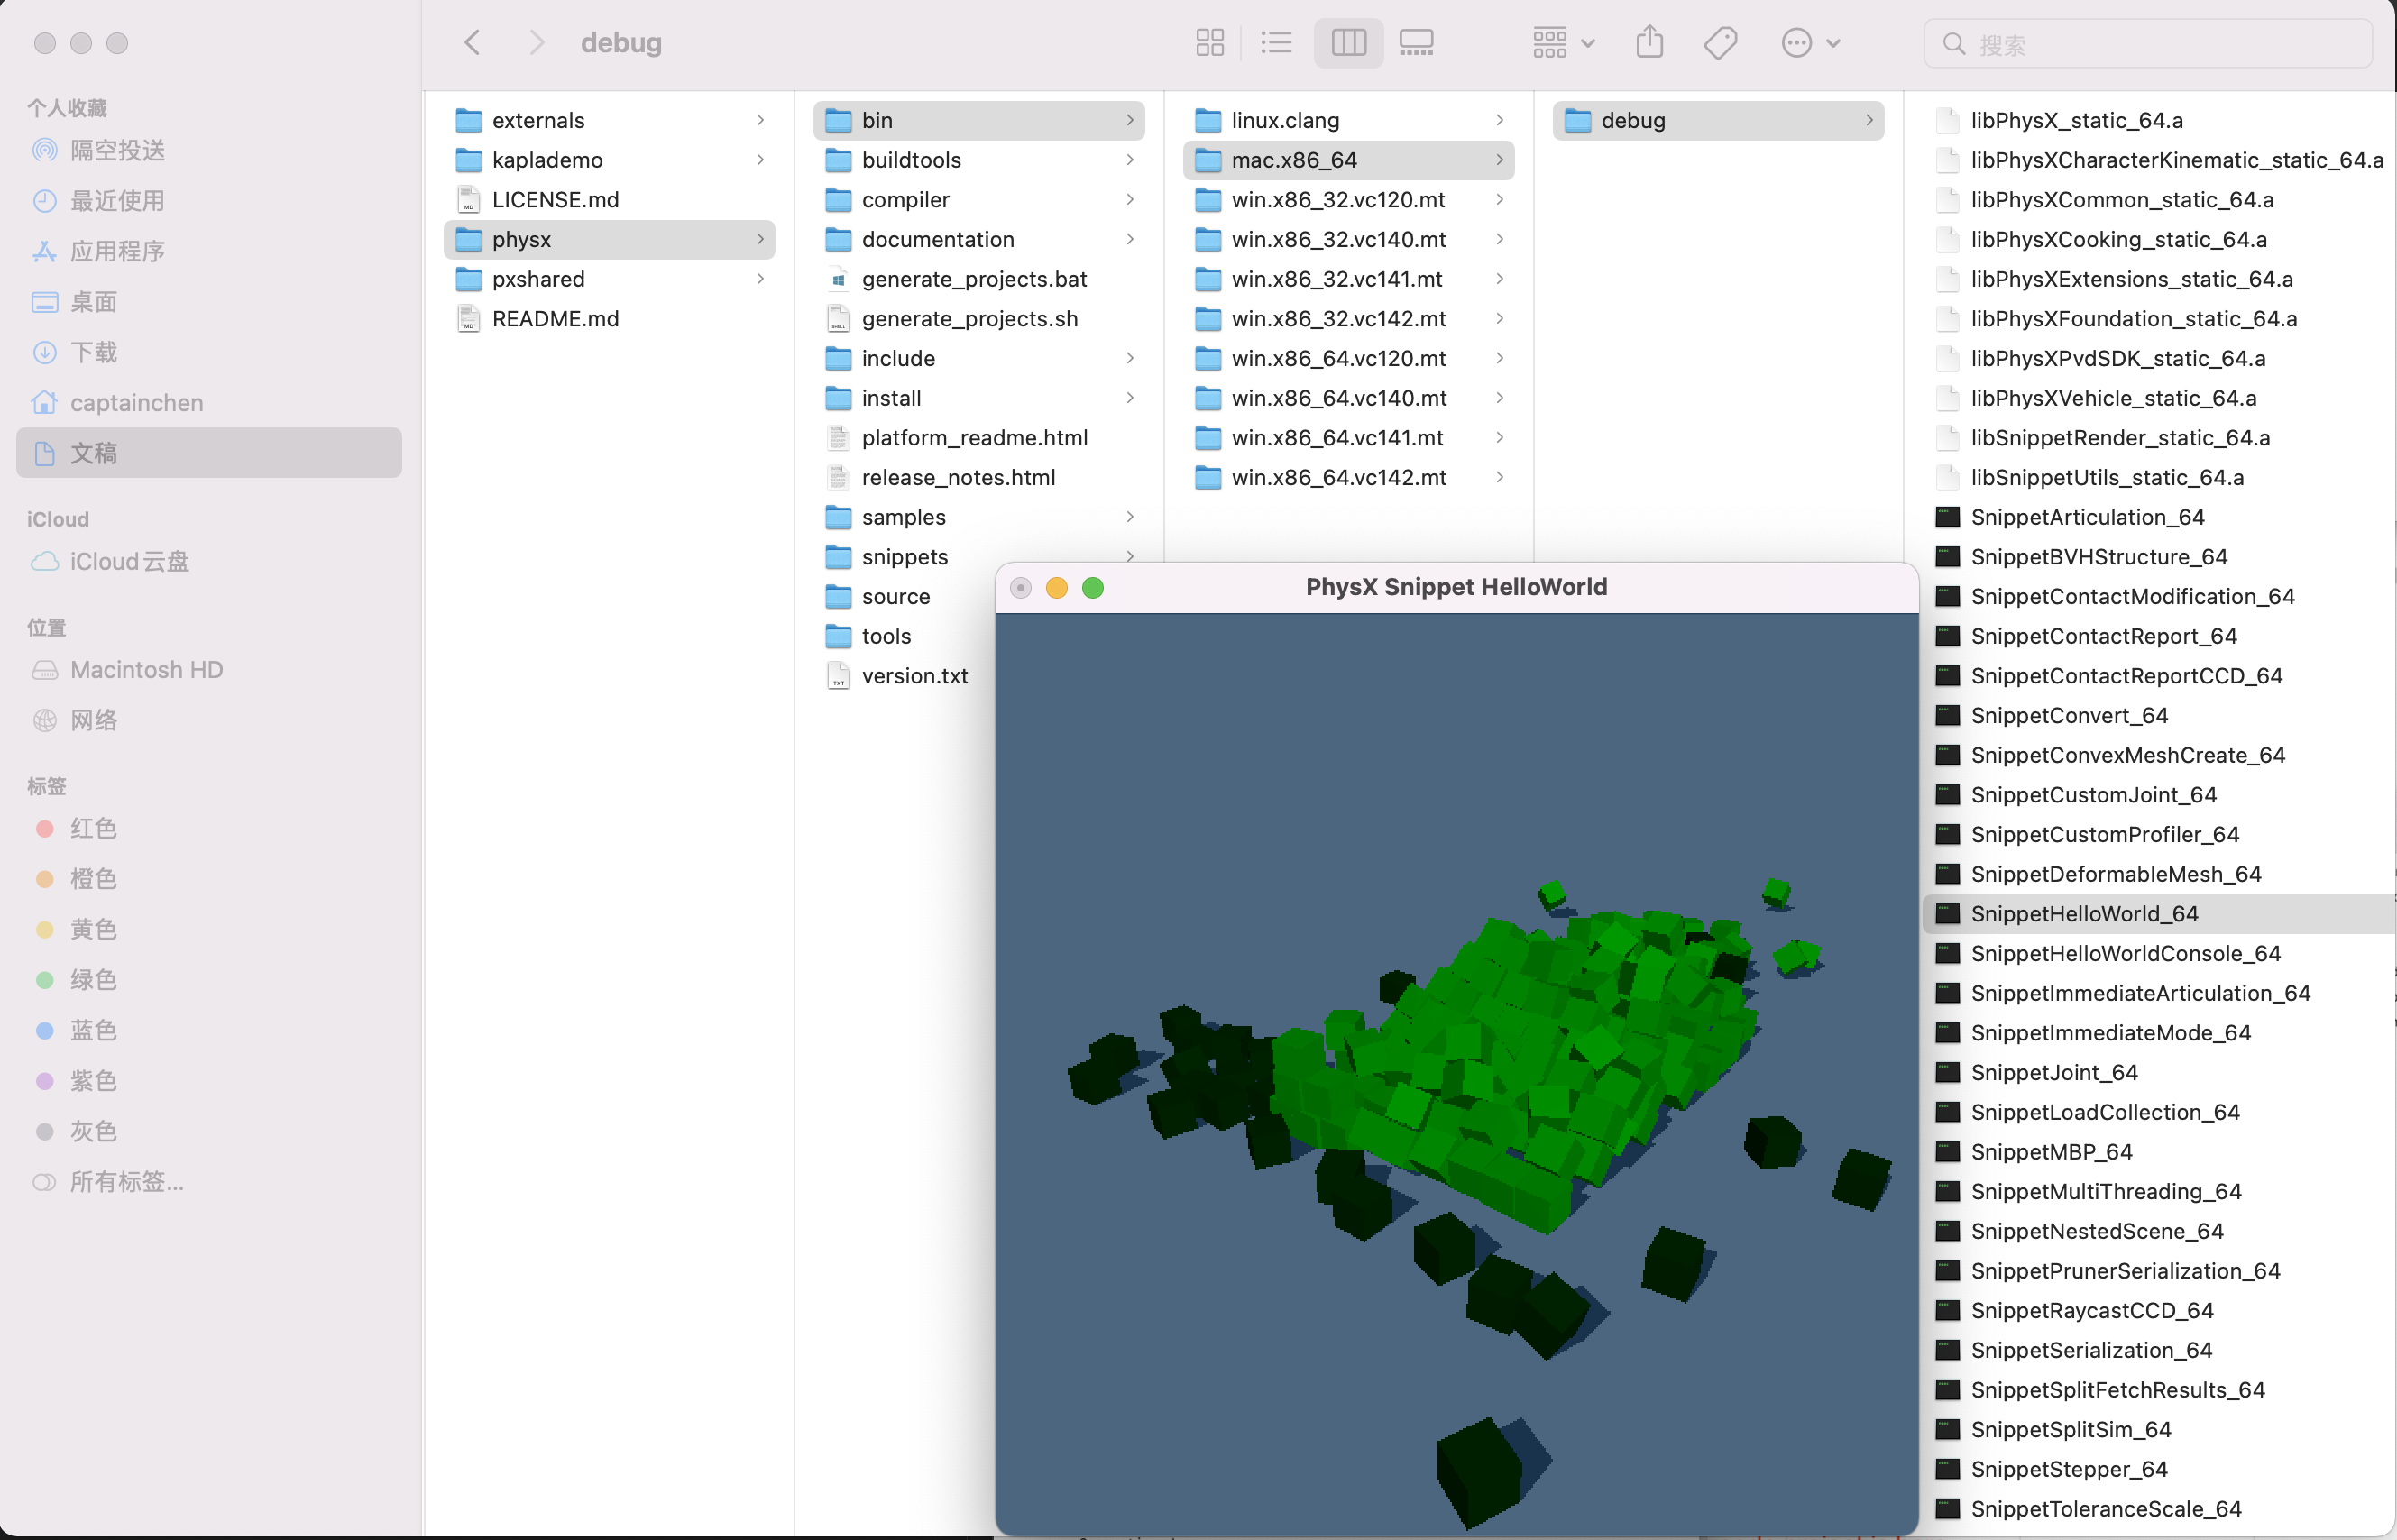 debug
搜索
个人收藏
隔空投送
最近使用
应用程序
桌面
下载
captainchen
文稿
iCloud
iCloud云盘
位置
Macintosh HD
网络
标签
红色
橙色
黄色
绿色
蓝色
紫色
灰色
所有标签...
externals
kaplademo
LICENSE.md
physx
pxshared
README.md
bin
buildtools
compiler
documentation
generate_projects.bat
generate_projects.sh
include
install
platform_readme.html
release_notes.html
samples
snippets
source
tools
version.txt
linux.clang
mac.x86_64
win.x86_32.vc120.mt
win.x86_32.vc140.mt
win.x86_32.vc141.mt
win.x86_32.vc142.mt
win.x86_64.vc120.mt
win.x86_64.vc140.mt
win.x86_64.vc141.mt
win.x86_64.vc142.mt
debug
libPhysX_static_64.a
libPhysXCharacterKinematic_static_64.a
libPhysXCommon_static_64.a
libPhysXCooking_static_64.a
libPhysXExtensions_static_64.a
libPhysXFoundation_static_64.a
libPhysXPvdSDK_static_64.a
libPhysXVehicle_static_64.a
libSnippetRender_static_64.a
libSnippetUtils_static_64.a
SnippetArticulation_64
SnippetBVHStructure_64
SnippetContactModification_64
SnippetContactReport_64
SnippetContactReportCCD_64
SnippetConvert_64
SnippetConvexMeshCreate_64
SnippetCustomJoint_64
SnippetCustomProfiler_64
SnippetDeformableMesh_64
SnippetHelloWorld_64
SnippetHelloWorldConsole_64
SnippetImmediateArticulation_64
SnippetImmediateMode_64
SnippetJoint_64
SnippetLoadCollection_64
SnippetMBP_64
SnippetMultiThreading_64
SnippetNestedScene_64
SnippetPrunerSerialization_64
SnippetRaycastCCD_64
SnippetSerialization_64
SnippetSplitFetchResults_64
SnippetSplitSim_64
SnippetStepper_64
SnippetToleranceScale_64
PhysX Snippet HelloWorld